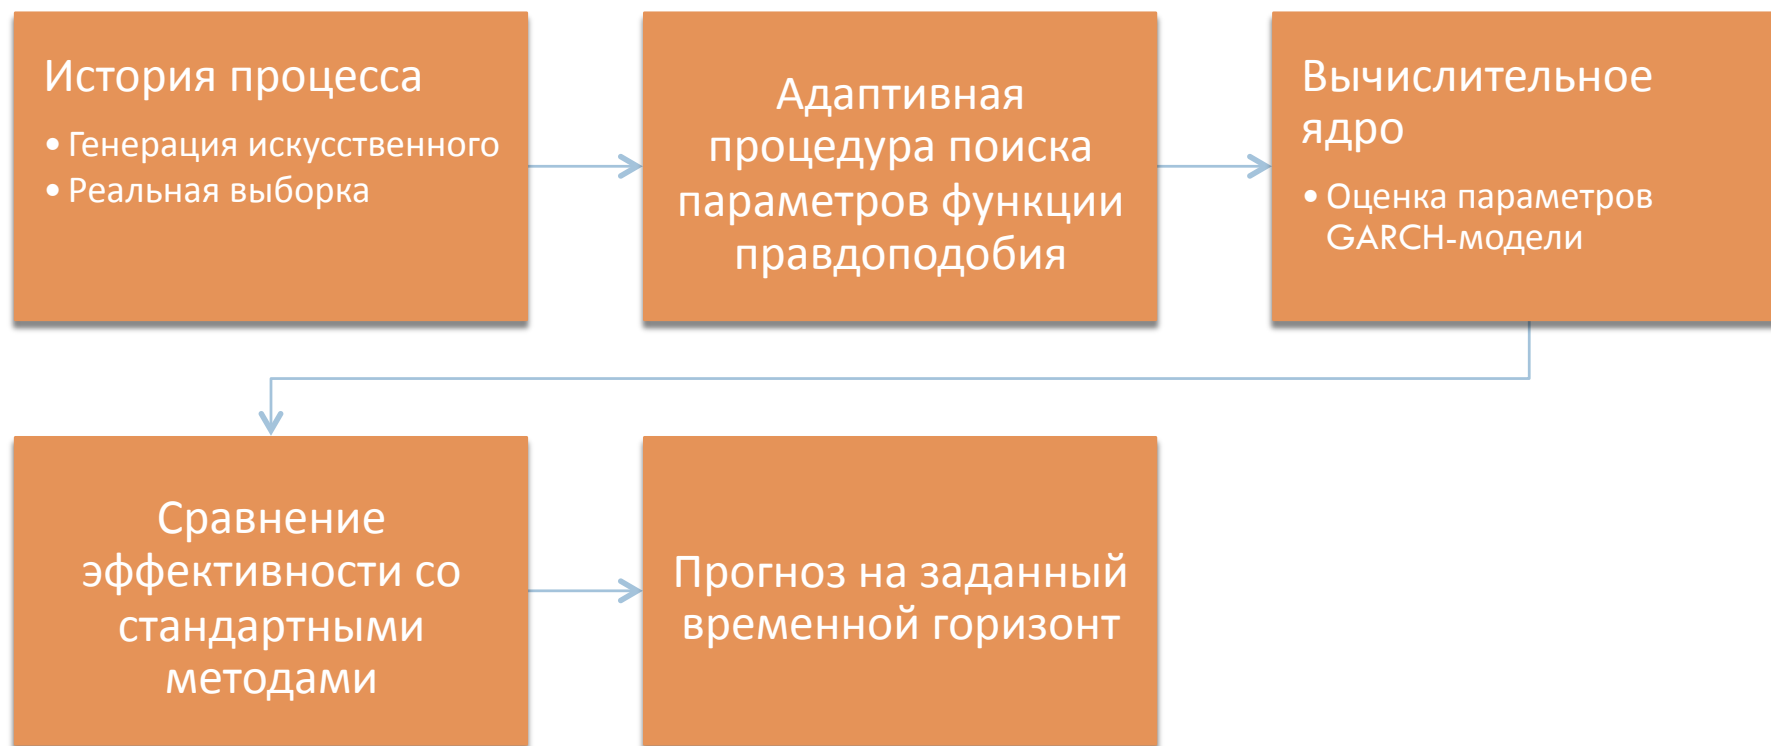 История процесса
• Генерация искусственного
• Реальная выборка
Адаптивная
процедура поиска
параметров функции
правдоподобия
Вычислительное
ядро
• Оценка параметров
GARCH-модели
Сравнение
эффективности со
стандартными
методами
Прогноз на заданный
временной горизонт